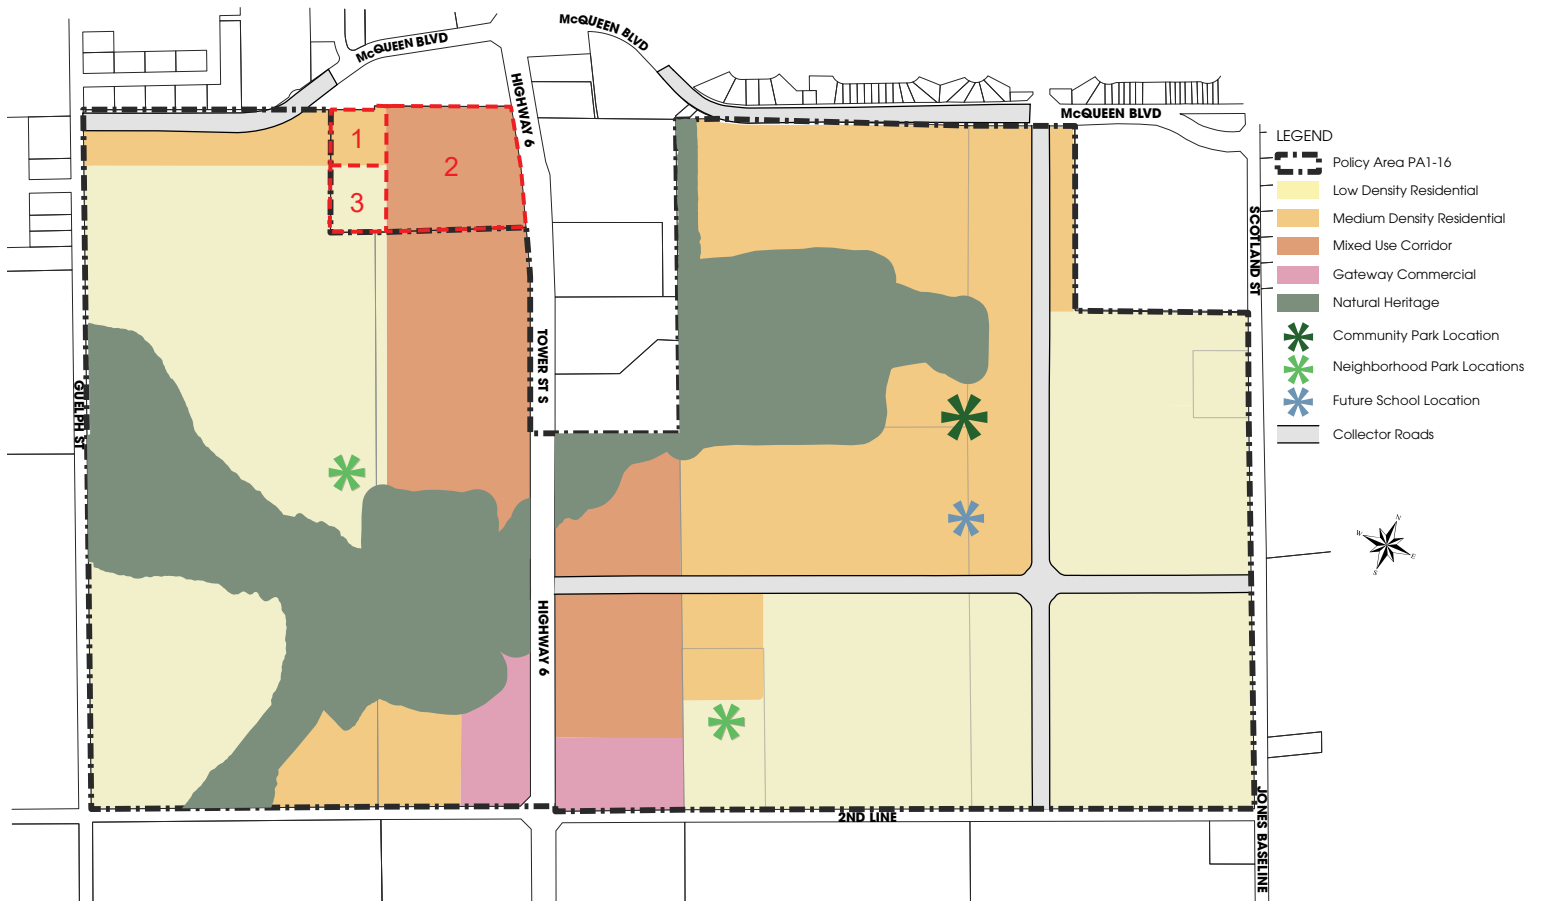 McQUEEN BLVD
McQUEEN BLVD
HIGHWAY 6
McQUEEN BLVD
1
2
3
SCOTLAND ST
TOWER ST S
GUELPH ST
HIGHWAY 6
2ND LINE
JONES BASELINE
LEGEND
Policy Area PA1-16
Low Density Residential
Medium Density Residential
Mixed Use Corridor
Gateway Commercial
Natural Heritage
Community Park Location
Neighborhood Park Locations
Future School Location
Collector Roads
N
W
E
S